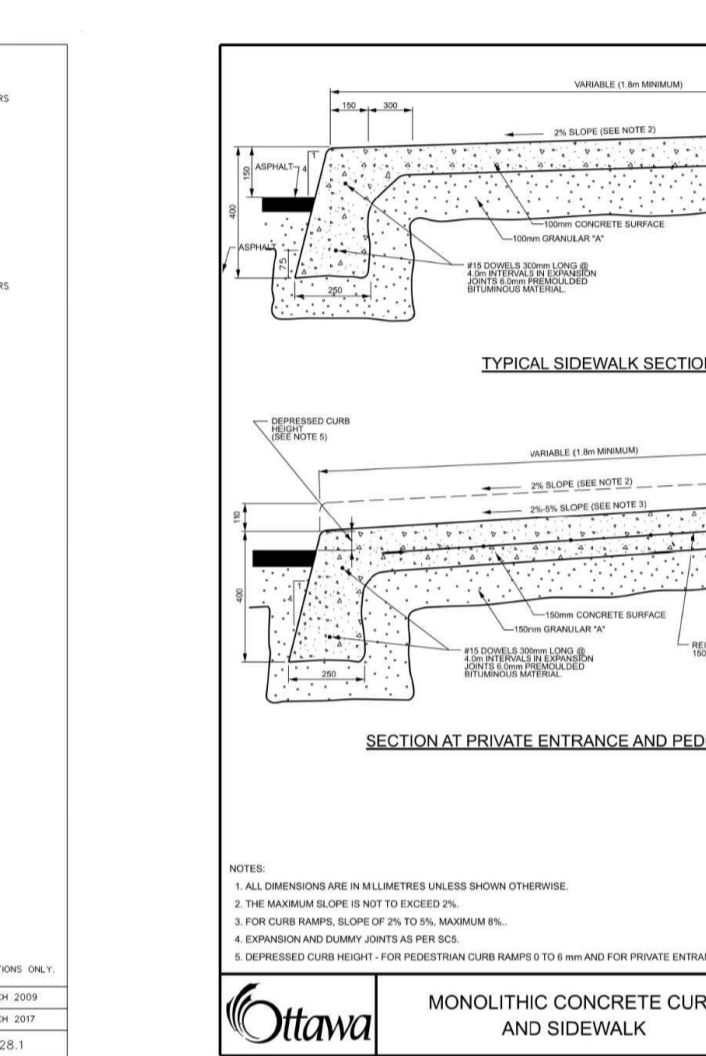 RS
RS
TIONS ONLY.
CH 2009
CH 2017
28.1
VARIABLE (1.8m MINIMUM)
150
300
2% SLOPE (SEE NOTE 2)
1
4
ASPHALT
150
400
ASPHALT
75
250
100mm CONCRETE SURFACE
100mm GRANULAR "A"
#15 DOWELS 300mm LONG @
4.0m INTERVALS IN EXPANSION
JOINTS 6.0mm PREMOULDED
BITUMINOUS MATERIAL.
TYPICAL SIDEWALK SECTION
DEPRESSED CURB
HEIGHT
(SEE NOTE 5)
VARIABLE (1.8m MINIMUM)
2% SLOPE (SEE NOTE 2)
2%-5% SLOPE (SEE NOTE 3)
110
400
1
4
250
150mm CONCRETE SURFACE
150mm GRANULAR "A"
#15 DOWELS 300mm LONG @
4.0m INTERVALS IN EXPANSION
JOINTS 6.0mm PREMOULDED
BITUMINOUS MATERIAL.
REI
150
SECTION AT PRIVATE ENTRANCE AND PED
NOTES:
1. ALL DIMENSIONS ARE IN MILLIMETRES UNLESS SHOWN OTHERWISE.
2. THE MAXIMUM SLOPE IS NOT TO EXCEED 2%.
3. FOR CURB RAMPS, SLOPE OF 2% TO 5%, MAXIMUM 8%..
4. EXPANSION AND DUMMY JOINTS AS PER SC5.
5. DEPRESSED CURB HEIGHT - FOR PEDESTRIAN CURB RAMPS 0 TO 6 mm AND FOR PRIVATE ENTRAN
Ottawa
MONOLITHIC CONCRETE CUR
AND SIDEWALK